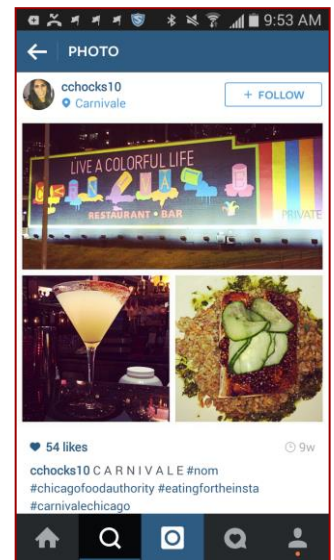 9:53 AM
PHOTO
cchocks10
Carnivale
+ FOLLOW
LIVE A COLORFUL LIFE
CARNIVALE
RESTAURANT • BAR
PRIVATE
54 likes
9w
cchocks10 C A R N I V A L E #nom
#chicagofoodauthority #eatingfortheinsta
#carnivalechicago